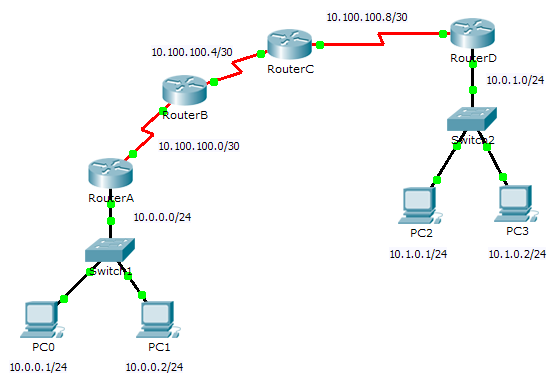 10.100.100.8/30
RouterD
10.100.100.4/30
RouterC
10.0.1.0/24
RouterB
Switch2
10.100.100.0/30
RouterA
10.0.0.0/24
PC2
PC3
10.1.0.1/24
10.1.0.2/24
Switch1
PC0
PC1
10.0.0.1/24
10.0.0.2/24